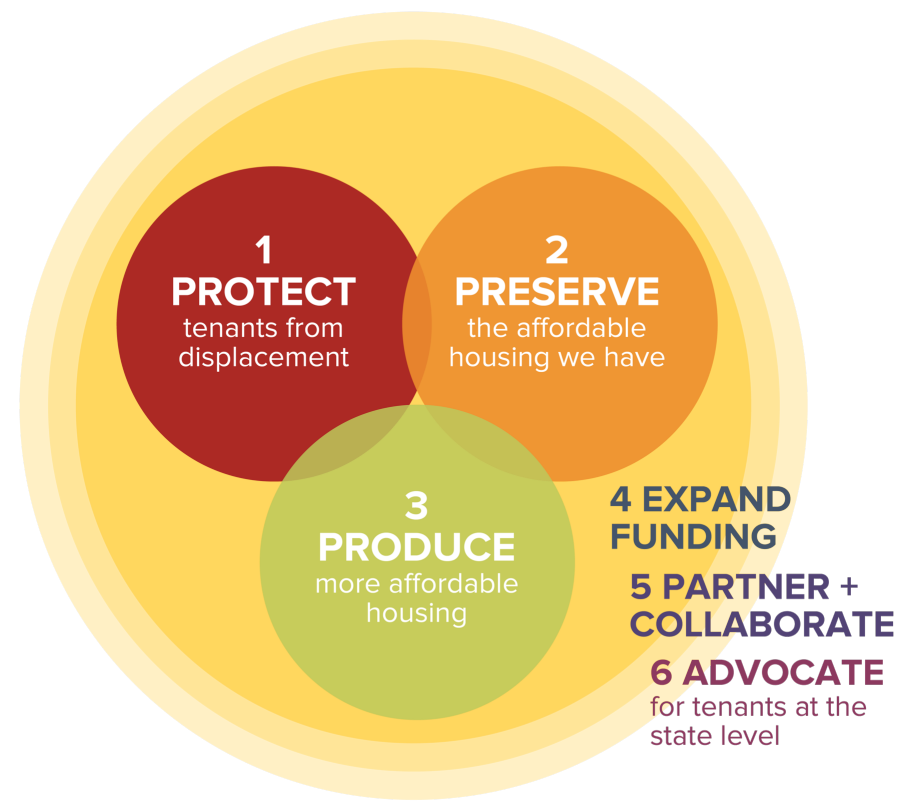 1
PROTECT
tenants from
displacement
2
PRESERVE
the affordable
housing we have
3
PRODUCE
more affordable
housing
4 EXPAND
FUNDING
5 PARTNER +
COLLABORATE
6 ADVOCATE
for tenants at the
state level